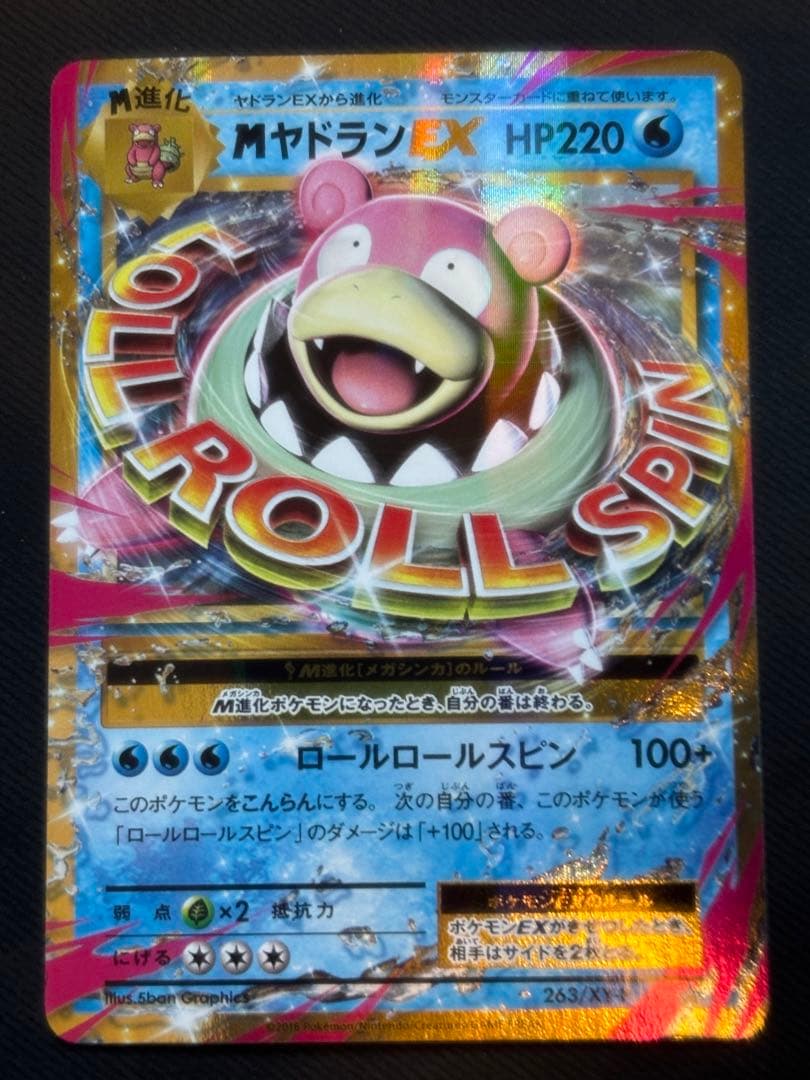 M進化
ヤドランEXから進化
モンスターカードに重ねて使います。
MヤドランEX HP220
ROLL ROLL SPIN
M進化[メガシンカ]のルール
M進化ポケモンになったとき、自分の番は終わる。
ロールロールスピン 100+
このポケモンをこんらんにする。次の自分の番、このポケモンが使う
「ロールロールスピン」のダメージは「+100」される。
弱 点 ×2 抵抗力
ポケモンEXのルール
ポケモンEXがきぜつしたとき、
相手はサイドを2枚
にげる
Illus.5ban Graphics
263/XY-P
©2016 Pokémon/Nintendo/Creatures/GAME FREAK